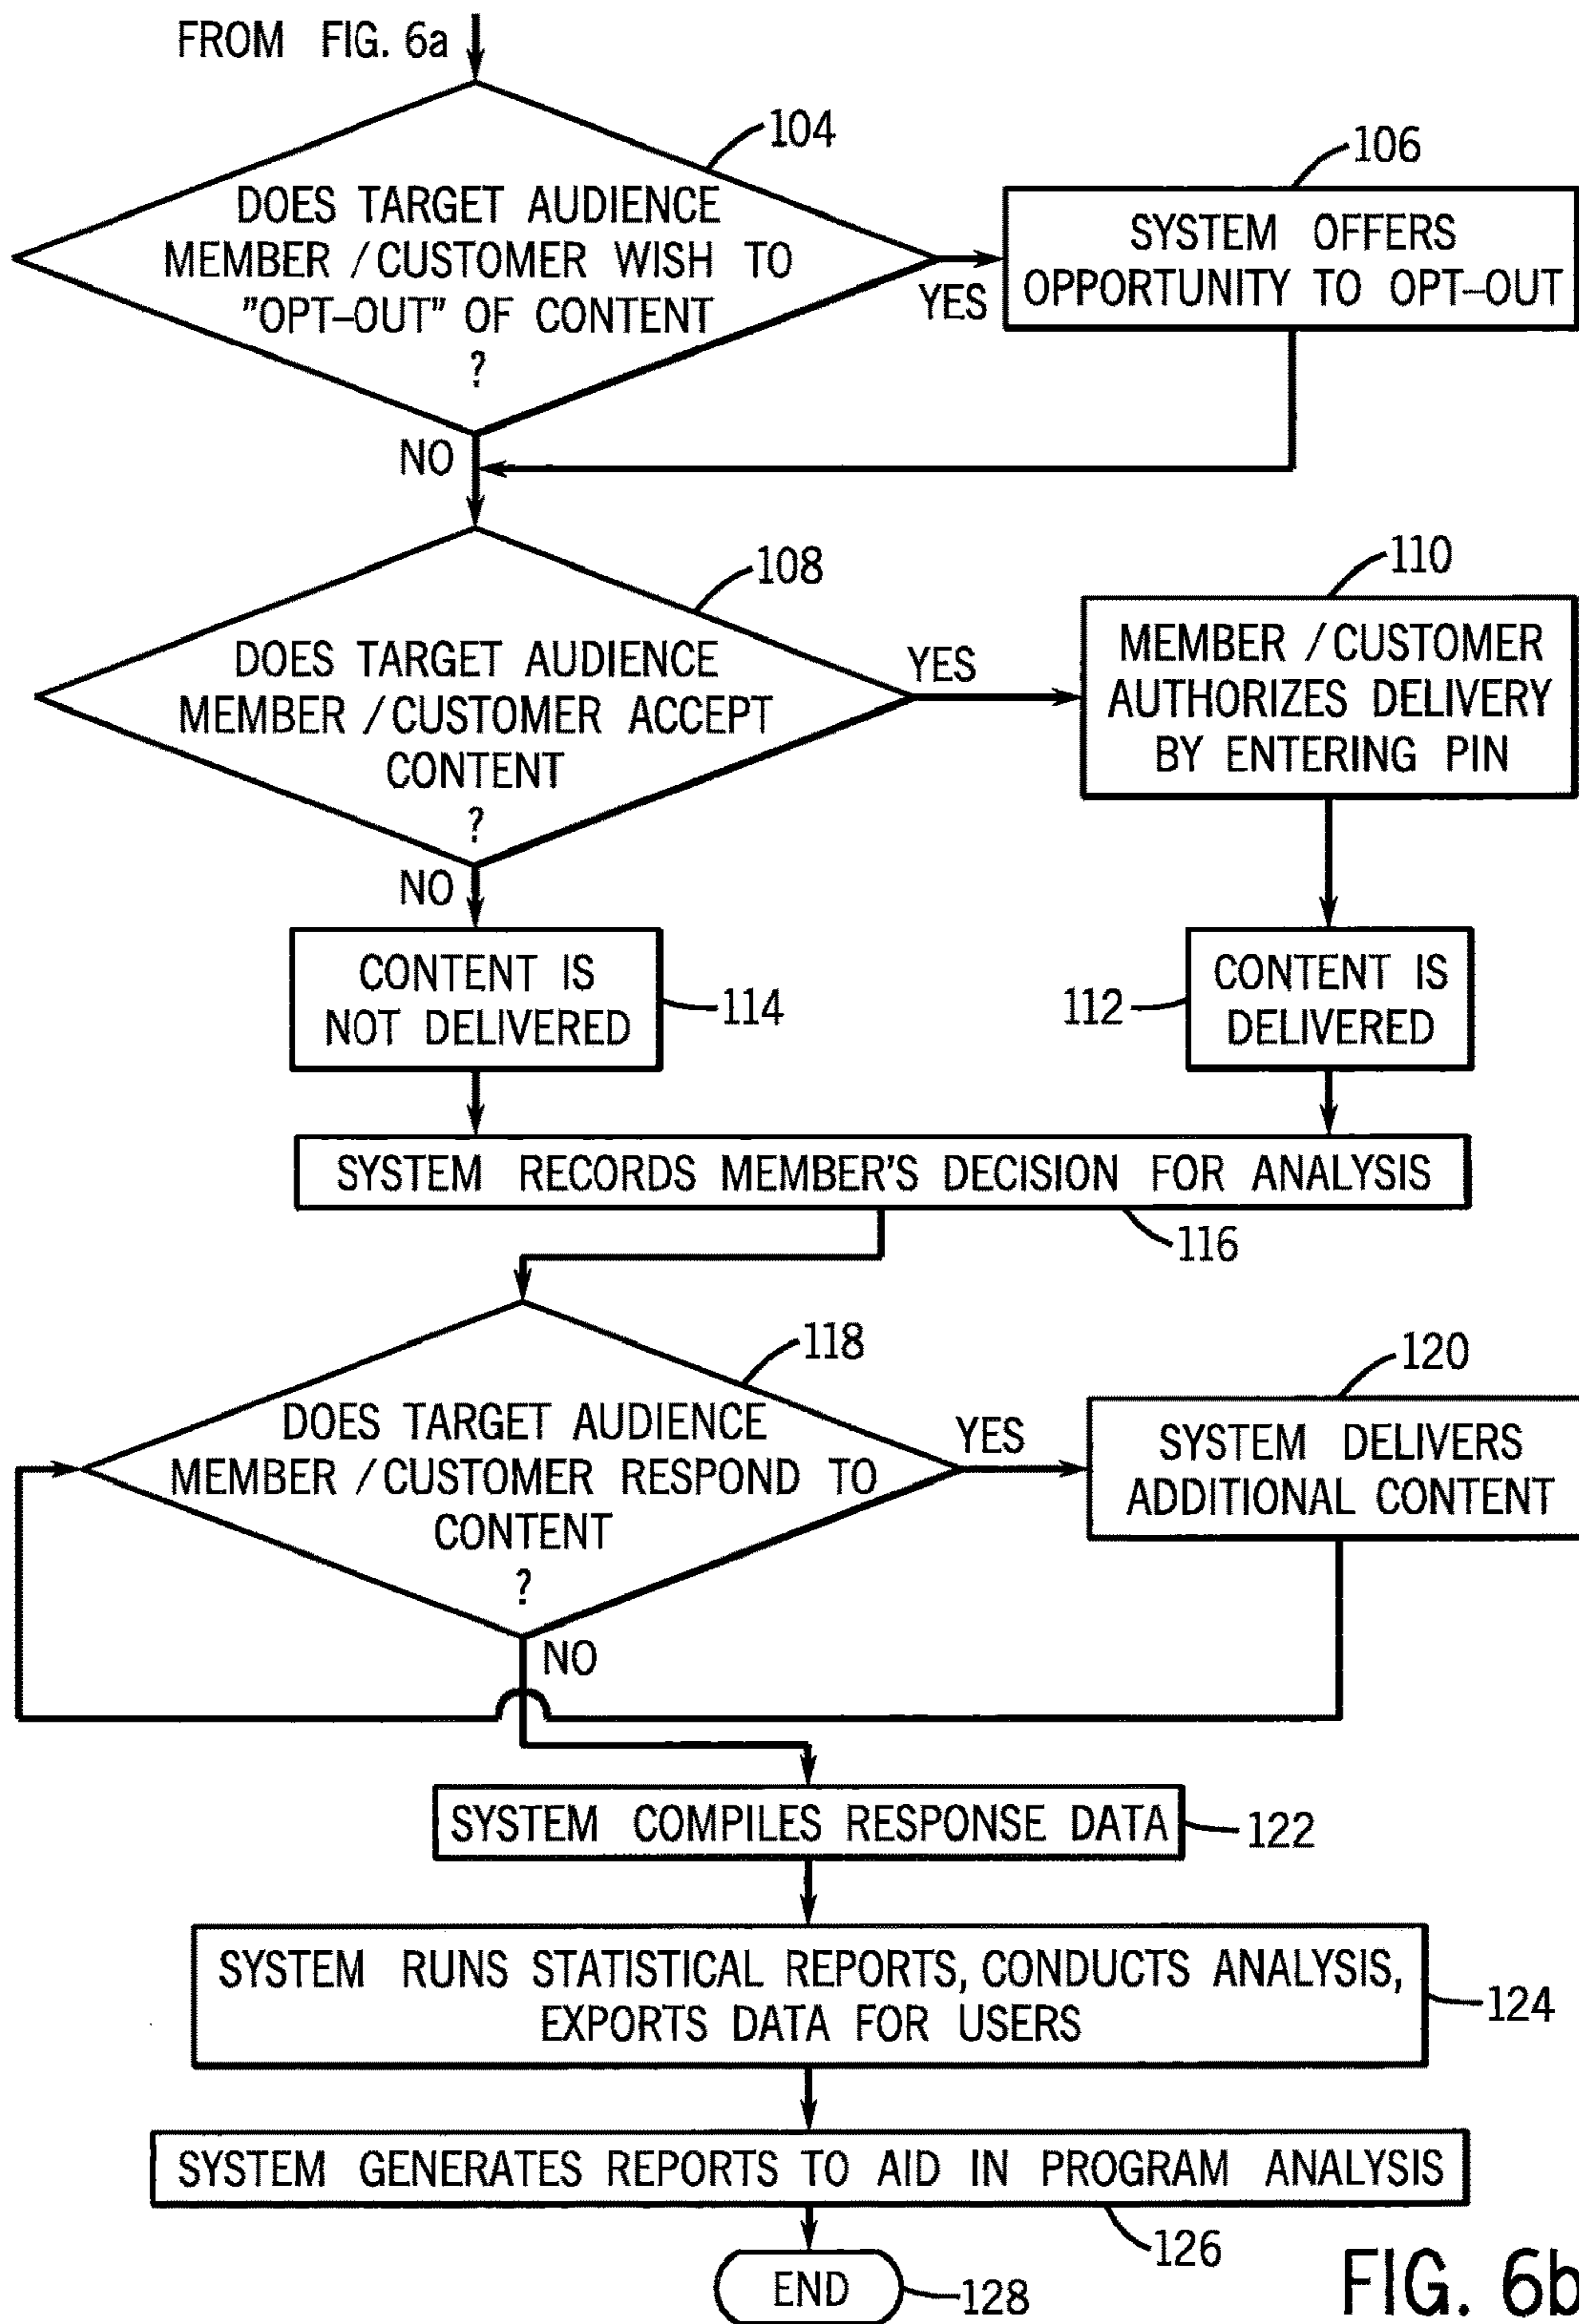 FROM FIG. 6a
104
DOES TARGET AUDIENCE
MEMBER / CUSTOMER WISH TO
"OPT-OUT" OF CONTENT
?
YES
106
SYSTEM OFFERS
OPPORTUNITY TO OPT-OUT
NO
108
DOES TARGET AUDIENCE
MEMBER / CUSTOMER ACCEPT
CONTENT
?
YES
110
MEMBER / CUSTOMER
AUTHORIZES DELIVERY
BY ENTERING PIN
NO
CONTENT IS
NOT DELIVERED
114
112
CONTENT IS
DELIVERED
SYSTEM RECORDS MEMBER'S DECISION FOR ANALYSIS
116
118
DOES TARGET AUDIENCE
MEMBER / CUSTOMER RESPOND TO
CONTENT
?
YES
120
SYSTEM DELIVERS
ADDITIONAL CONTENT
NO
SYSTEM COMPILES RESPONSE DATA
122
SYSTEM RUNS STATISTICAL REPORTS, CONDUCTS ANALYSIS,
EXPORTS DATA FOR USERS
124
SYSTEM GENERATES REPORTS TO AID IN PROGRAM ANALYSIS
126
END
128
FIG. 6b